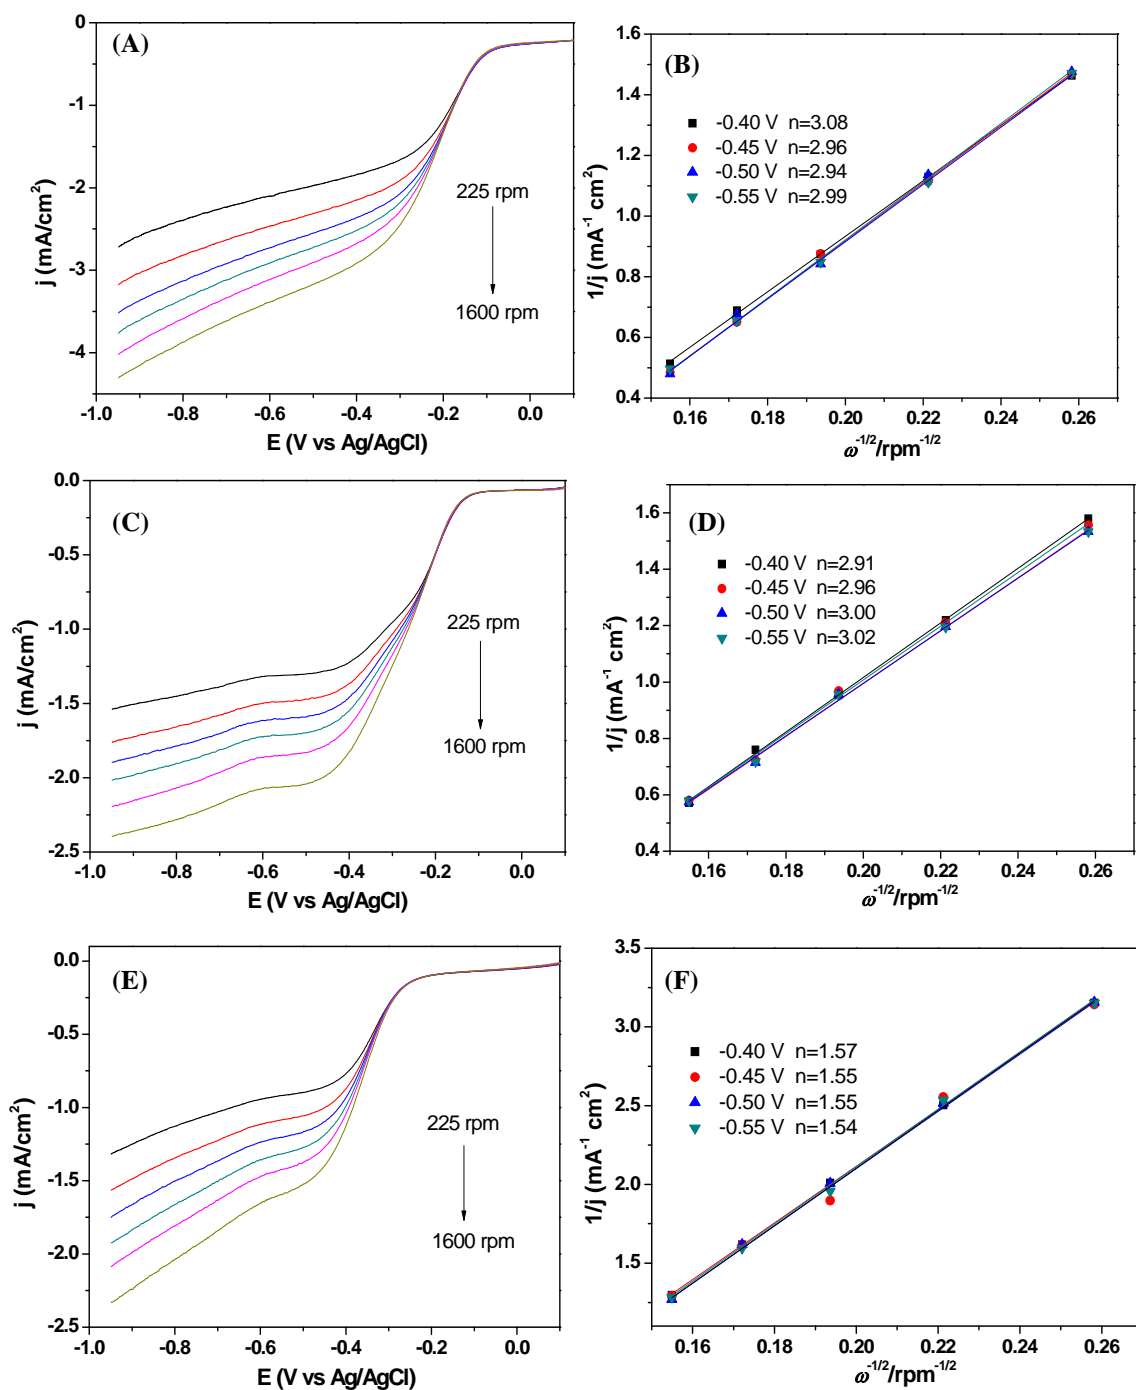 (A)
0
-1
-2
-3
-4
j (mA/cm²)
225 rpm
1600 rpm
-1.0 -0.8 -0.6 -0.4 -0.2 0.0
E (V vs Ag/AgCl)
(B)
1.6
1.4
1.2
1.0
0.8
0.6
0.4
1/j (mA⁻¹ cm²)
-0.40 V n=3.08
-0.45 V n=2.96
-0.50 V n=2.94
-0.55 V n=2.99
0.16 0.18 0.20 0.22 0.24 0.26
ω⁻¹/²/rpm⁻¹/²
(C)
0.0
-0.5
-1.0
-1.5
-2.0
-2.5
j (mA/cm²)
225 rpm
1600 rpm
-1.0 -0.8 -0.6 -0.4 -0.2 0.0
E (V vs Ag/AgCl)
(D)
1.6
1.4
1.2
1.0
0.8
0.6
0.4
1/j (mA⁻¹ cm²)
-0.40 V n=2.91
-0.45 V n=2.96
-0.50 V n=3.00
-0.55 V n=3.02
0.16 0.18 0.20 0.22 0.24 0.26
ω⁻¹/²/rpm⁻¹/²
(E)
0.0
-0.5
-1.0
-1.5
-2.0
-2.5
j (mA/cm²)
225 rpm
1600 rpm
-1.0 -0.8 -0.6 -0.4 -0.2 0.0
E (V vs Ag/AgCl)
(F)
3.5
3.0
2.5
2.0
1.5
1/j (mA⁻¹ cm²)
-0.40 V n=1.57
-0.45 V n=1.55
-0.50 V n=1.55
-0.55 V n=1.54
0.16 0.18 0.20 0.22 0.24 0.26
ω⁻¹/²/rpm⁻¹/²